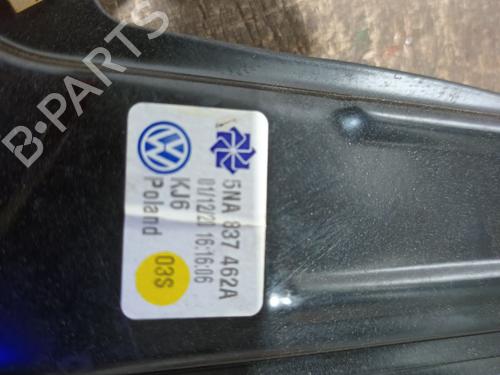 B-PARTS
5NA 837 462A
01/12/20 16:16:06
KJ6
Poland 03S